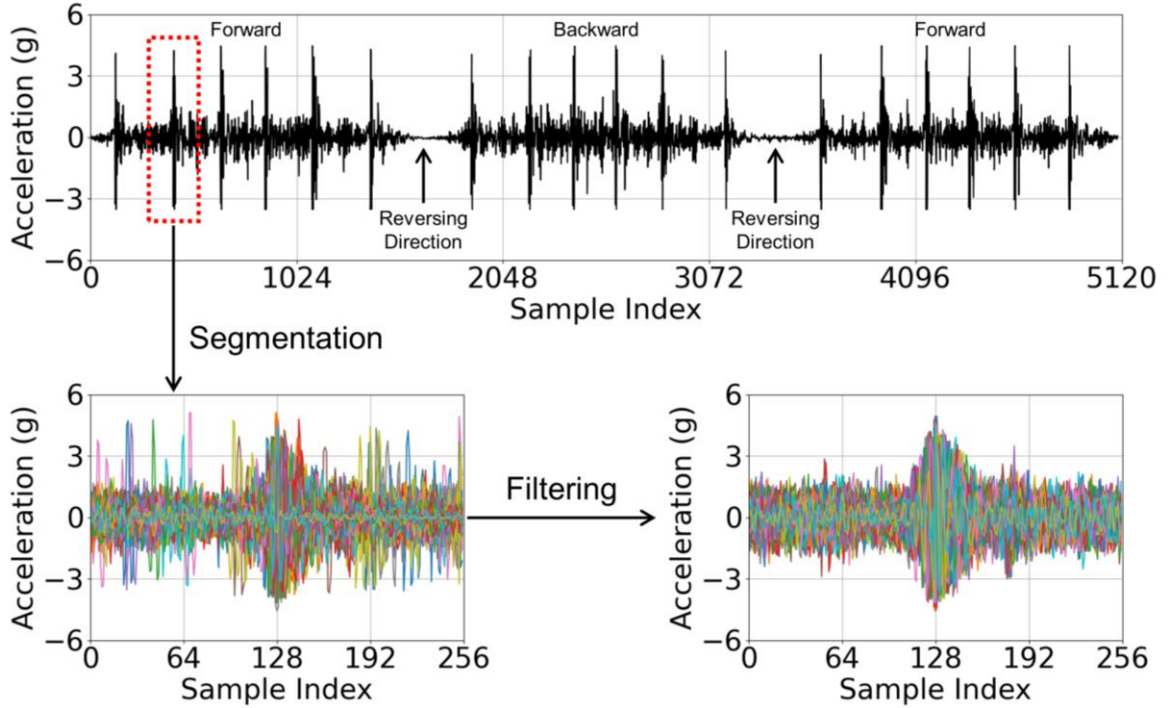 Acceleration (g)
6
3
0
−3
−6
Forward
Backward
Forward
Reversing
Direction
Reversing
Direction
0
1024
2048
3072
4096
5120
Sample Index
Segmentation
Acceleration (g)
6
3
0
−3
−6
0
64
128
192
256
Sample Index
Filtering
Acceleration (g)
6
3
0
−3
−6
0
64
128
192
256
Sample Index